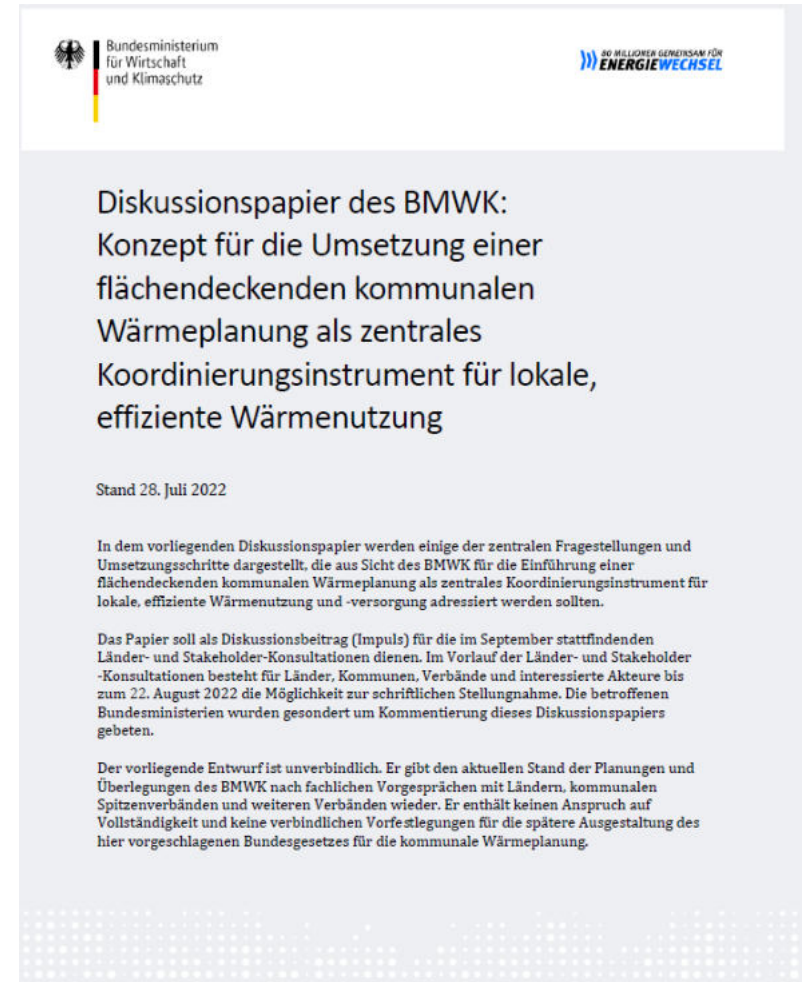 Bundesministerium
für Wirtschaft
und Klimaschutz
80 MILLIONEN GEMEINSAM FÜR
ENERGIEWECHSEL
Diskussionspapier des BMWK:
Konzept für die Umsetzung einer
flächendeckenden kommunalen
Wärmeplanung als zentrales
Koordinierungsinstrument für lokale,
effiziente Wärmenutzung
Stand 28. Juli 2022
In dem vorliegenden Diskussionspapier werden einige der zentralen Fragestellungen und
Umsetzungsschritte dargestellt, die aus Sicht des BMWK für die Einführung einer
flächendeckenden kommunalen Wärmeplanung als zentrales Koordinierungsinstrument für
lokale, effiziente Wärmenutzung und -versorgung adressiert werden sollten.
Das Papier soll als Diskussionsbeitrag (Impuls) für die im September stattfindenden
Länder- und Stakeholder-Konsultationen dienen. Im Vorlauf der Länder- und Stakeholder
-Konsultationen besteht für Länder, Kommunen, Verbände und interessierte Akteure bis
zum 22. August 2022 die Möglichkeit zur schriftlichen Stellungnahme. Die betroffenen
Bundesministerien wurden gesondert um Kommentierung dieses Diskussionspapiers
gebeten.
Der vorliegende Entwurf ist unverbindlich. Er gibt den aktuellen Stand der Planungen und
Überlegungen des BMWK nach fachlichen Vorgesprächen mit Ländern, kommunalen
Spitzenverbänden und weiteren Verbänden wieder. Er enthält keinen Anspruch auf
Vollständigkeit und keine verbindlichen Vorfestlegungen für die spätere Ausgestaltung des
hier vorgeschlagenen Bundesgesetzes für die kommunale Wärmeplanung.